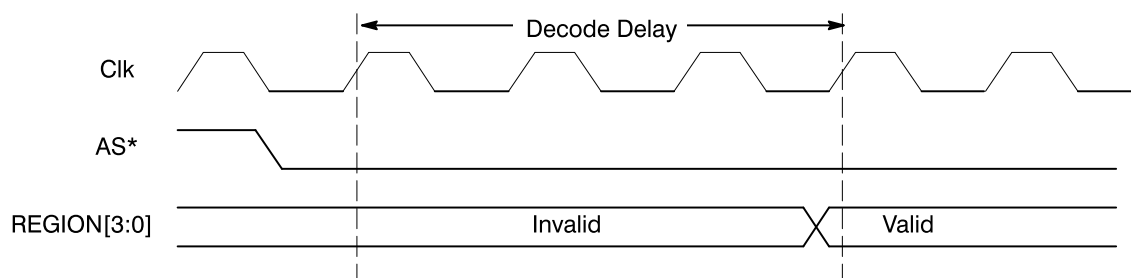 Decode Delay
Clk
AS*
REGION[3:0] Invalid Valid